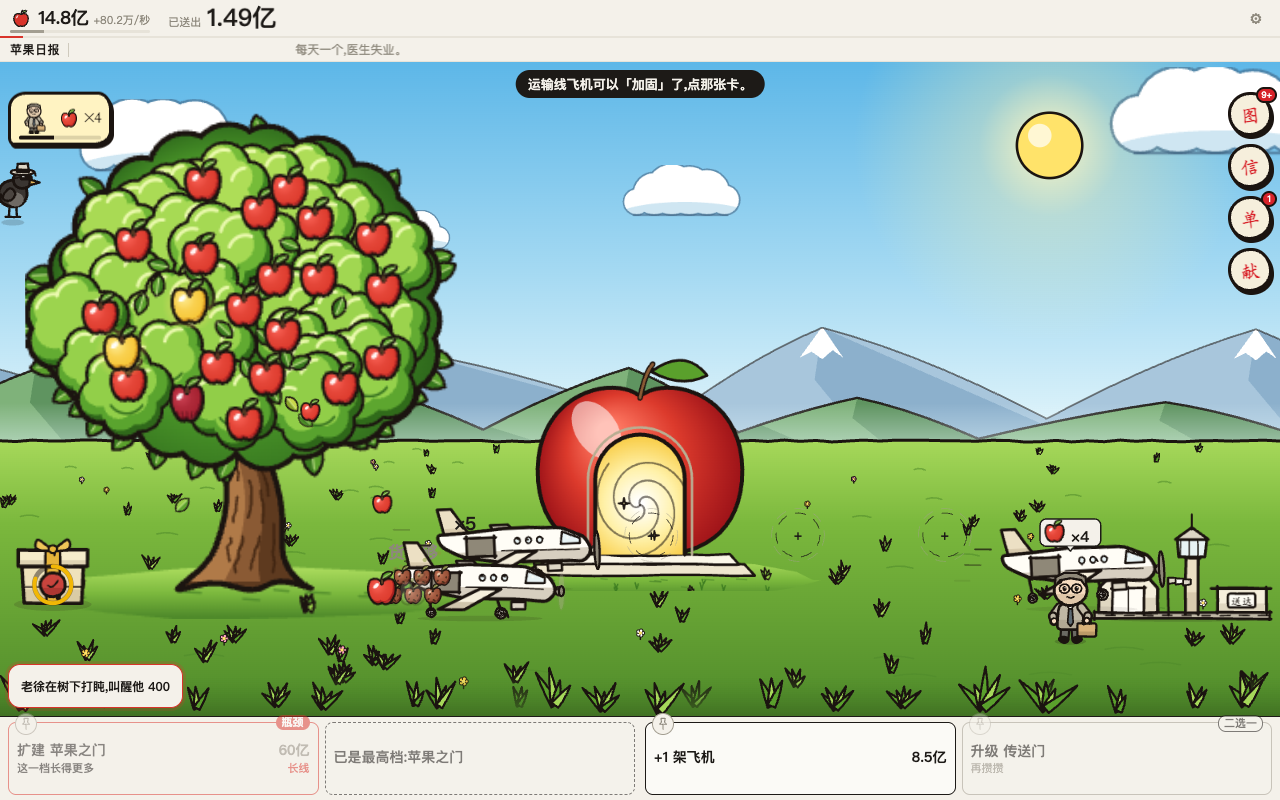 14.8亿 +80.2万/秒 已送出 1.49亿
苹果日报 每天一个,医生失业。
运输线飞机可以「加固」了,点那张卡。
×4
9+
图
信
1
单
献
×5
×4
送达
老徐在树下打盹,叫醒他 400
瓶颈
扩建 苹果之门 60亿
这一档长得更多 长线
已是最高档:苹果之门
+1 架飞机 8.5亿
二选一
升级 传送门
再攒攒